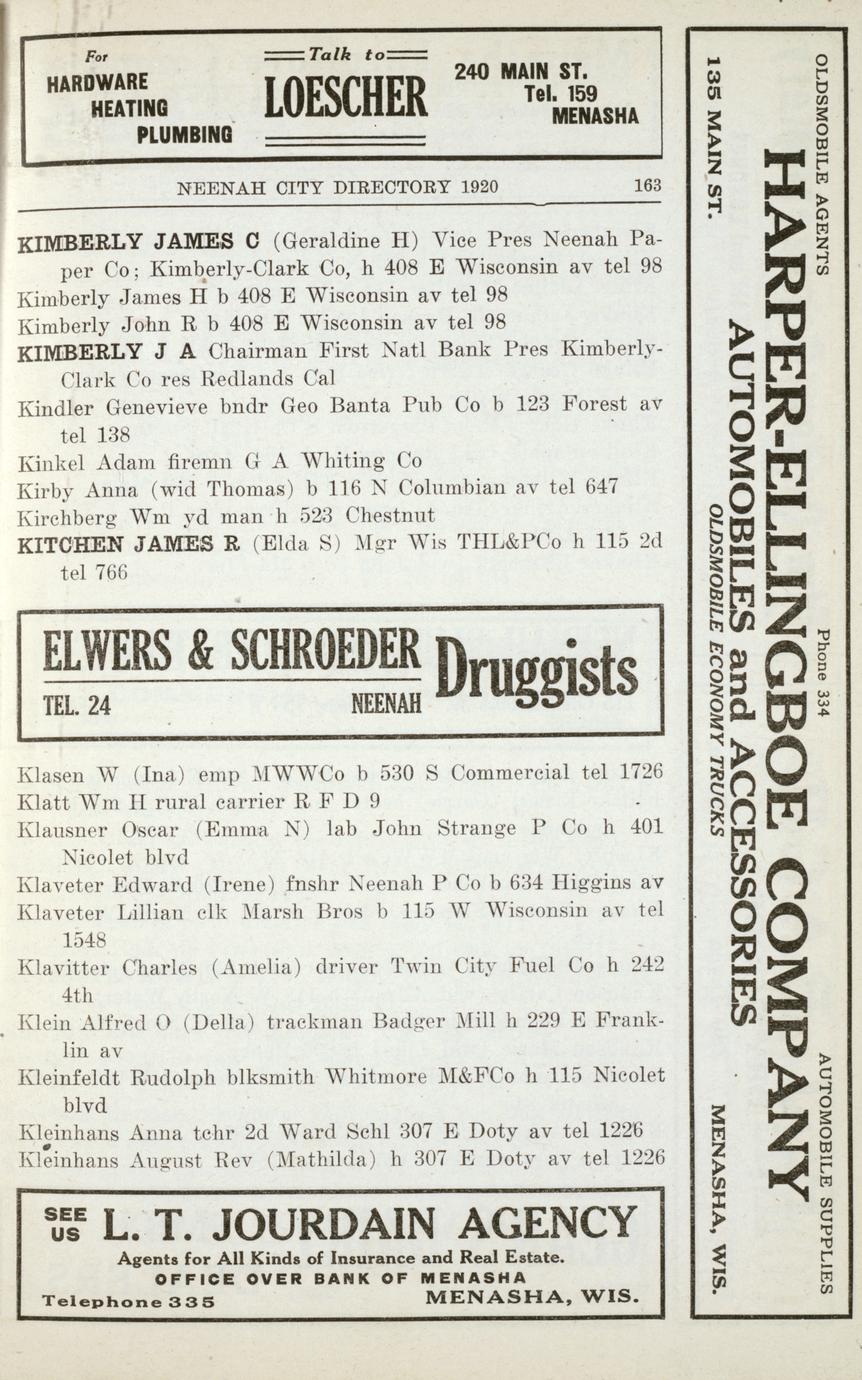 For
HARDWARE
HEATING
PLUMBING
Talk to
LOESCHER
240 MAIN ST.
Tel. 159
MENASHA
NEENAH CITY DIRECTORY 1920 163
KIMBERLY JAMES C (Geraldine H) Vice Pres Neenah Pa-
per Co; Kimberly-Clark Co, h 408 E Wisconsin av tel 98
Kimberly James H b 408 E Wisconsin av tel 98
Kimberly John R b 408 E Wisconsin av tel 98
KIMBERLY J A Chairman First Natl Bank Pres Kimberly-
Clark Co res Redlands Cal
Kindler Genevieve bndr Geo Banta Pub Co b 123 Forest av
tel 138
Kinkel Adam firemn G A Whiting Co
Kirby Anna (wid Thomas) b 116 N Columbian av tel 647
Kirchberg Wm yd man h 523 Chestnut
KITCHEN JAMES R (Elda S) Mgr Wis THL&PCo h 115 2d
tel 766
ELWERS & SCHROEDER
TEL. 24 NEENAH
Druggists
Klasen W (Ina) emp MWWCo b 530 S Commercial tel 1726
Klatt Wm H rural carrier R F D 9
Klausner Oscar (Emma N) lab John Strange P Co h 401
Nicolet blvd
Klaveter Edward (Irene) fnshr Neenah P Co b 634 Higgins av
Klaveter Lillian clk Marsh Bros b 115 W Wisconsin av tel
1548
Klavitter Charles (Amelia) driver Twin City Fuel Co h 242
4th
Klein Alfred O (Della) trackman Badger Mill h 229 E Frank-
lin av
Kleinfeldt Rudolph blksmith Whitmore M&FCo h 115 Nicolet
blvd
Kleinhans Anna tchr 2d Ward Schl 307 E Doty av tel 1226
Kleinhans August Rev (Mathilda) h 307 E Doty av tel 1226
SEE
US
L. T. JOURDAIN AGENCY
Agents for All Kinds of Insurance and Real Estate.
OFFICE OVER BANK OF MENASHA
Telephone 335 MENASHA, WIS.
OLDSMOBILE AGENTS Phone 334 AUTOMOBILE SUPPLIES
HARPER-ELLINGBOE COMPANY
AUTOMOBILES and ACCESSORIES
OLDSMOBILE ECONOMY TRUCKS
135 MAIN ST. MENASHA, WIS.